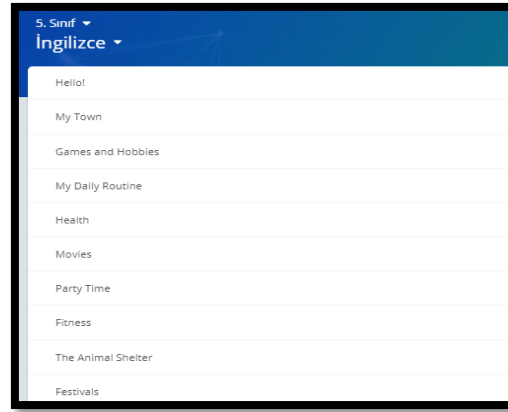 5. Sınıf
İngilizce
Hello!
My Town
Games and Hobbies
My Daily Routine
Health
Movies
Party Time
Fitness
The Animal Shelter
Festivals